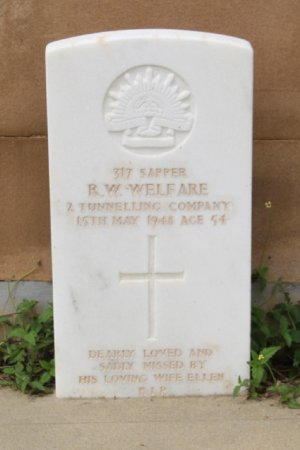 317 SAPPER
R. W. WELFARE
2 TUNNELLING COMPANY
15TH MAY 1948 AGE 54
DEARLY LOVED AND
SADLY MISSED BY
HIS LOVING WIFE ELLEN
R.I.P.